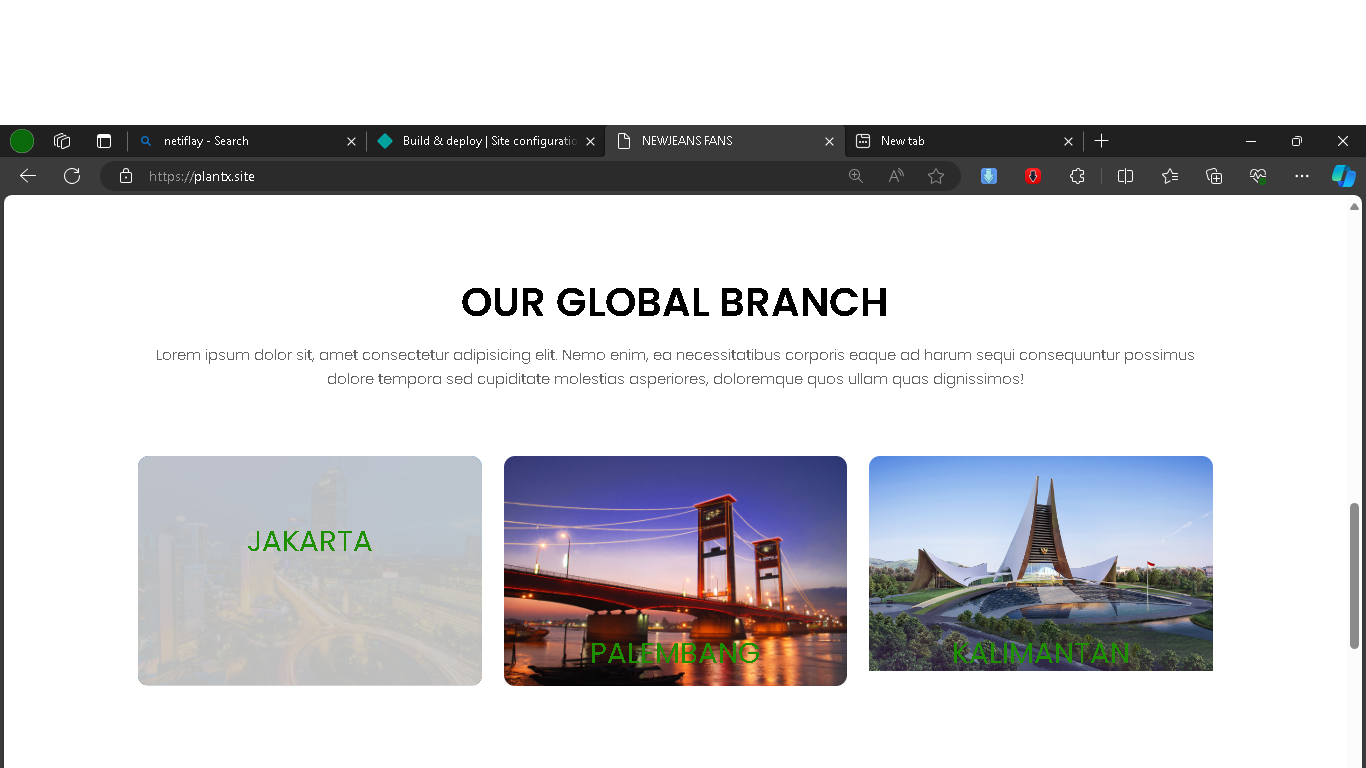 netiflay - Search
Build & deploy | Site configuratio
NEWJEANS FANS
New tab
https://plantx.site
OUR GLOBAL BRANCH
Lorem ipsum dolor sit, amet consectetur adipisicing elit. Nemo enim, ea necessitatibus corporis eaque ad harum sequi consequuntur possimus
dolore tempora sed cupiditate molestias asperiores, doloremque quos ullam quas dignissimos!
JAKARTA
PALEMBANG
KALIMANTAN